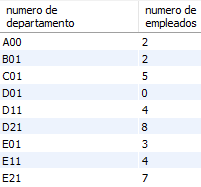 numero de departamento numero de empleados
A00 2
B01 2
C01 5
D01 0
D11 4
D21 8
E01 3
E11 4
E21 7